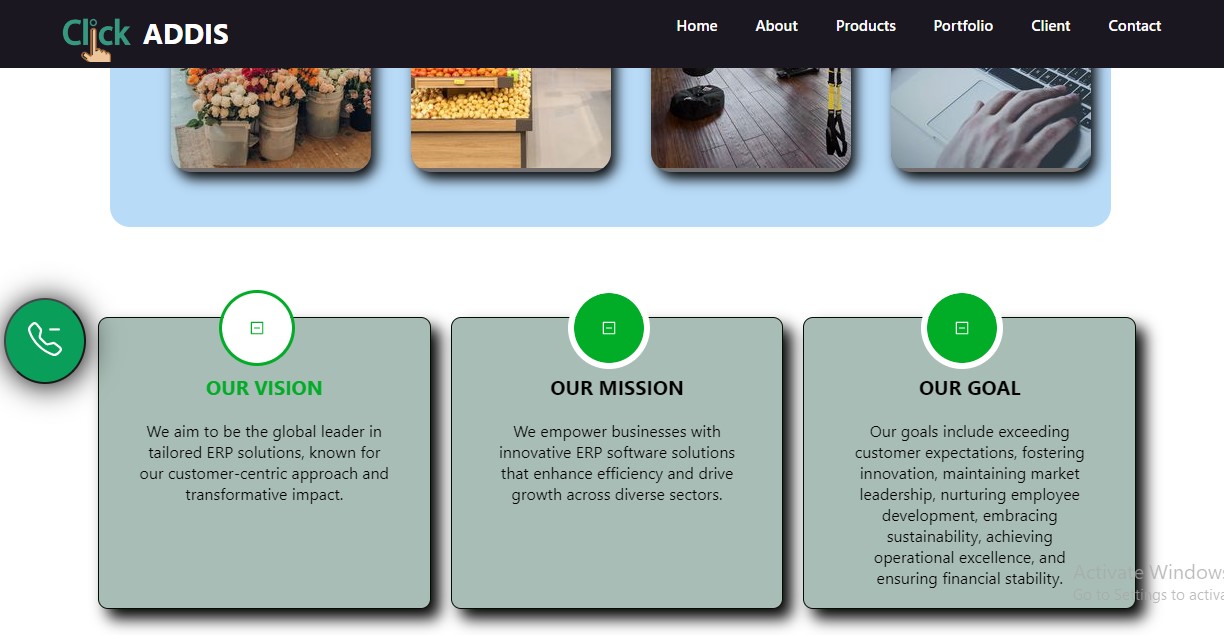 Click ADDIS
Home About Products Portfolio Client Contact
OUR VISION
We aim to be the global leader in
tailored ERP solutions, known for
our customer-centric approach and
transformative impact.
OUR MISSION
We empower businesses with
innovative ERP software solutions
that enhance efficiency and drive
growth across diverse sectors.
OUR GOAL
Our goals include exceeding
customer expectations, fostering
innovation, maintaining market
leadership, nurturing employee
development, embracing
sustainability, achieving
operational excellence, and
ensuring financial stability.
Activate Windows
Go to Settings to activa